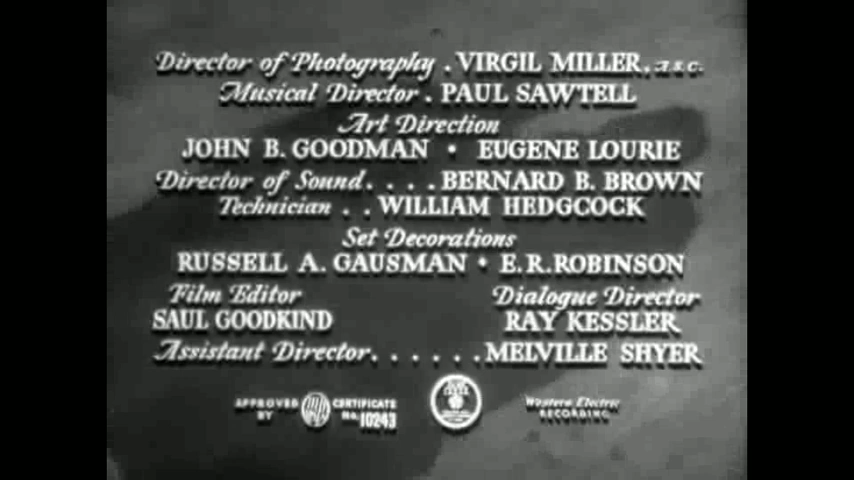 Director of Photography . VIRGIL MILLER, A.S.C.
Musical Director . PAUL SAWTELL
Art Direction
JOHN B. GOODMAN • EUGENE LOURIE
Director of Sound . . . . BERNARD B. BROWN
Technician . . WILLIAM HEDGCOCK
Set Decorations
RUSSELL A. GAUSMAN • E.R. ROBINSON
Film Editor Dialogue Director
SAUL GOODKIND RAY KESSLER
Assistant Director . . . . . . MELVILLE SHYER
APPROVED CERTIFICATE Western Electric
BY No. 10243 RECORDING